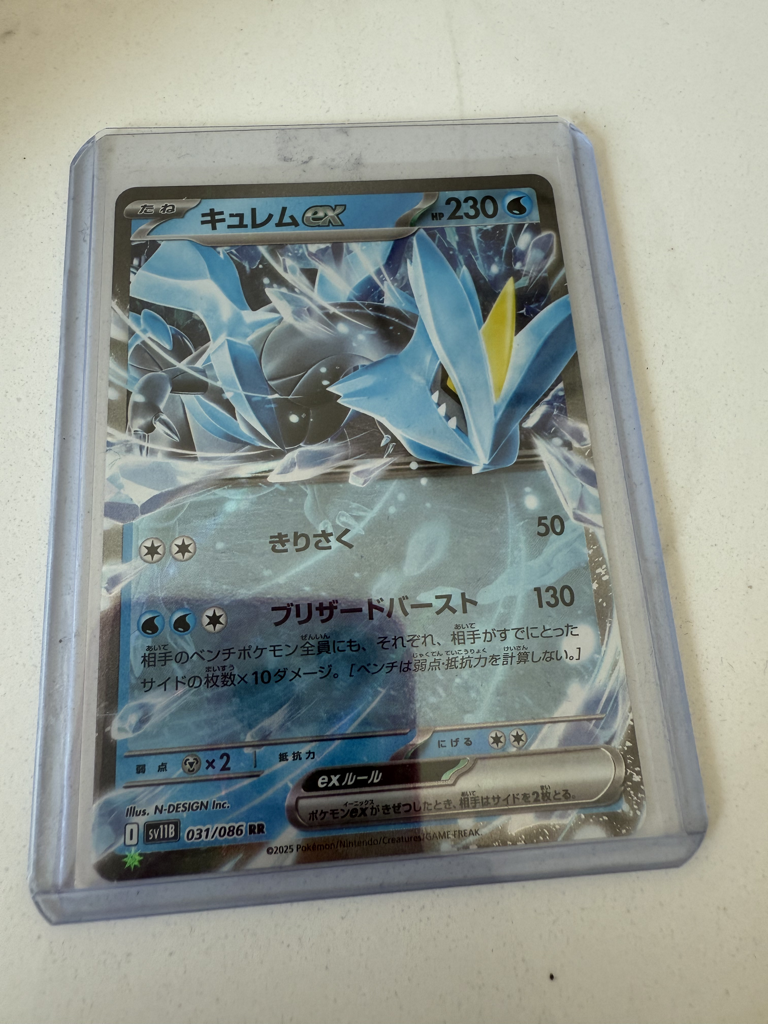 たね キュレムex HP230
きりさく 50
ブリザードバースト 130
相手のベンチポケモン全員にも、それぞれ、相手がすでにとった
サイドの枚数×10ダメージ。[ベンチは弱点・抵抗力を計算しない。]
弱点 ×2 抵抗力 にげる
exルール
ポケモンexがきぜつしたとき、相手はサイドを2枚とる。
Illus. N-DESIGN Inc.
I sv11B 031/086 RR
©2025 Pokémon/Nintendo/Creatures/GAME FREAK.